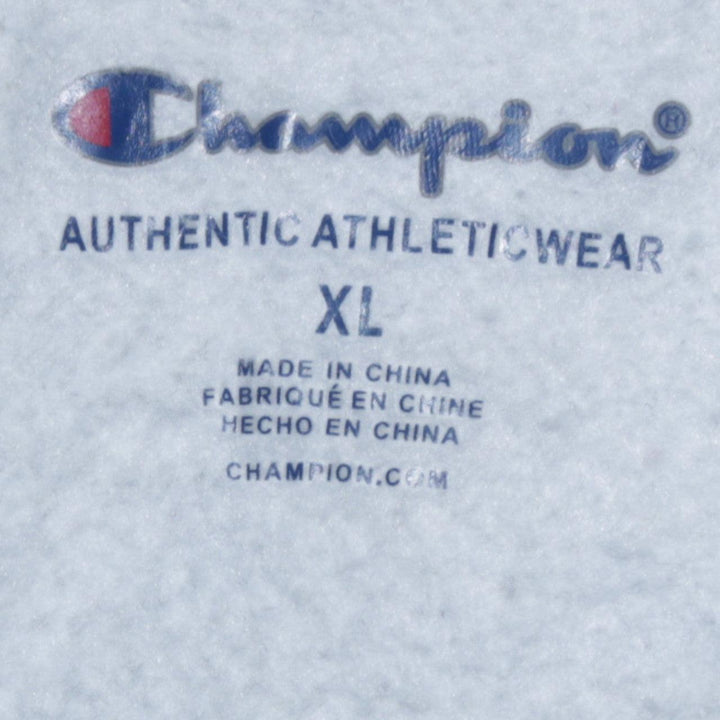 Champion®
AUTHENTIC ATHLETICWEAR
XL
MADE IN CHINA
FABRIQUÉ EN CHINE
HECHO EN CHINA
CHAMPION.COM